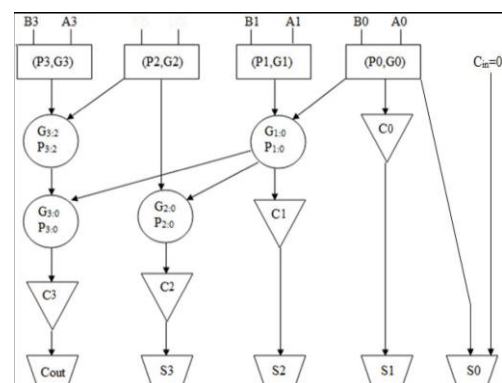 B3 A3 B1 A1 B0 A0
(P3,G3) (P2,G2) (P1,G1) (P0,G0) Cin=0
G3:2 G1:0 C0
P3:2 P1:0
G3:0 G2:0 C1
P3:0 P2:0
C3 C2
Cout S3 S2 S1 S0